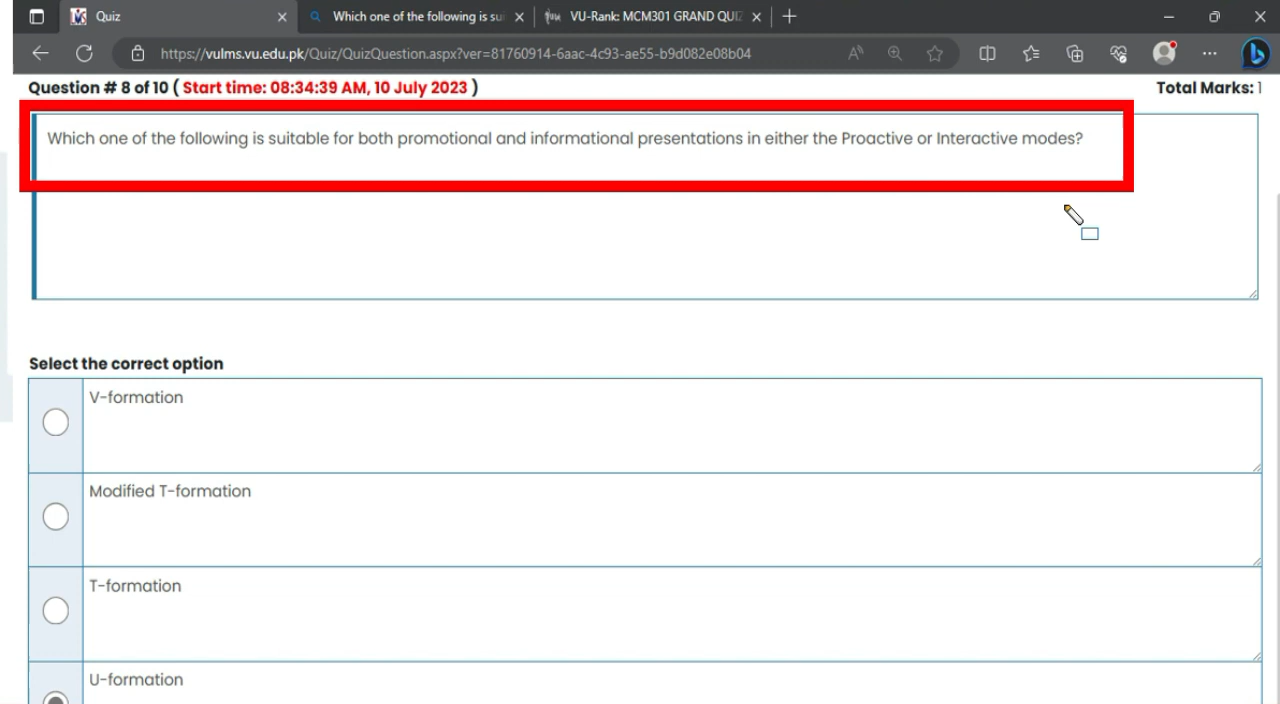 Quiz
Which one of the following is su
VU-Rank: MCM301 GRAND QUI
https://vulms.vu.edu.pk/Quiz/QuizQuestion.aspx?ver=81760914-6aac-4c93-ae55-b9d082e08b04
Question # 8 of 10 ( Start time: 08:34:39 AM, 10 July 2023 )
Total Marks: 1
Which one of the following is suitable for both promotional and informational presentations in either the Proactive or Interactive modes?
Select the correct option
V-formation
Modified T-formation
T-formation
U-formation